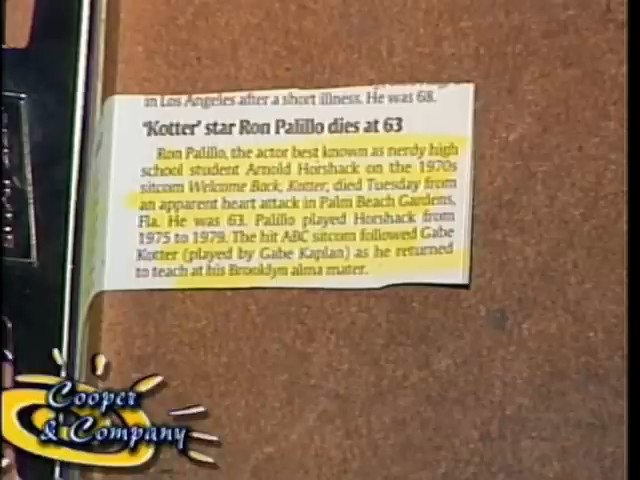 in Los Angeles after a short illness. He was 68.
'Kotter' star Ron Palillo dies at 63
Ron Palillo, the actor best known as nerdy high
school student Arnold Horshack on the 1970s
sitcom Welcome Back, Kotter, died Tuesday from
an apparent heart attack in Palm Beach Gardens,
Fla. He was 63. Palillo played Horshack from
1975 to 1979. The hit ABC sitcom followed Gabe
Kotter (played by Gabe Kaplan) as he returned
to teach at his Brooklyn alma mater.
Cooper
& Company